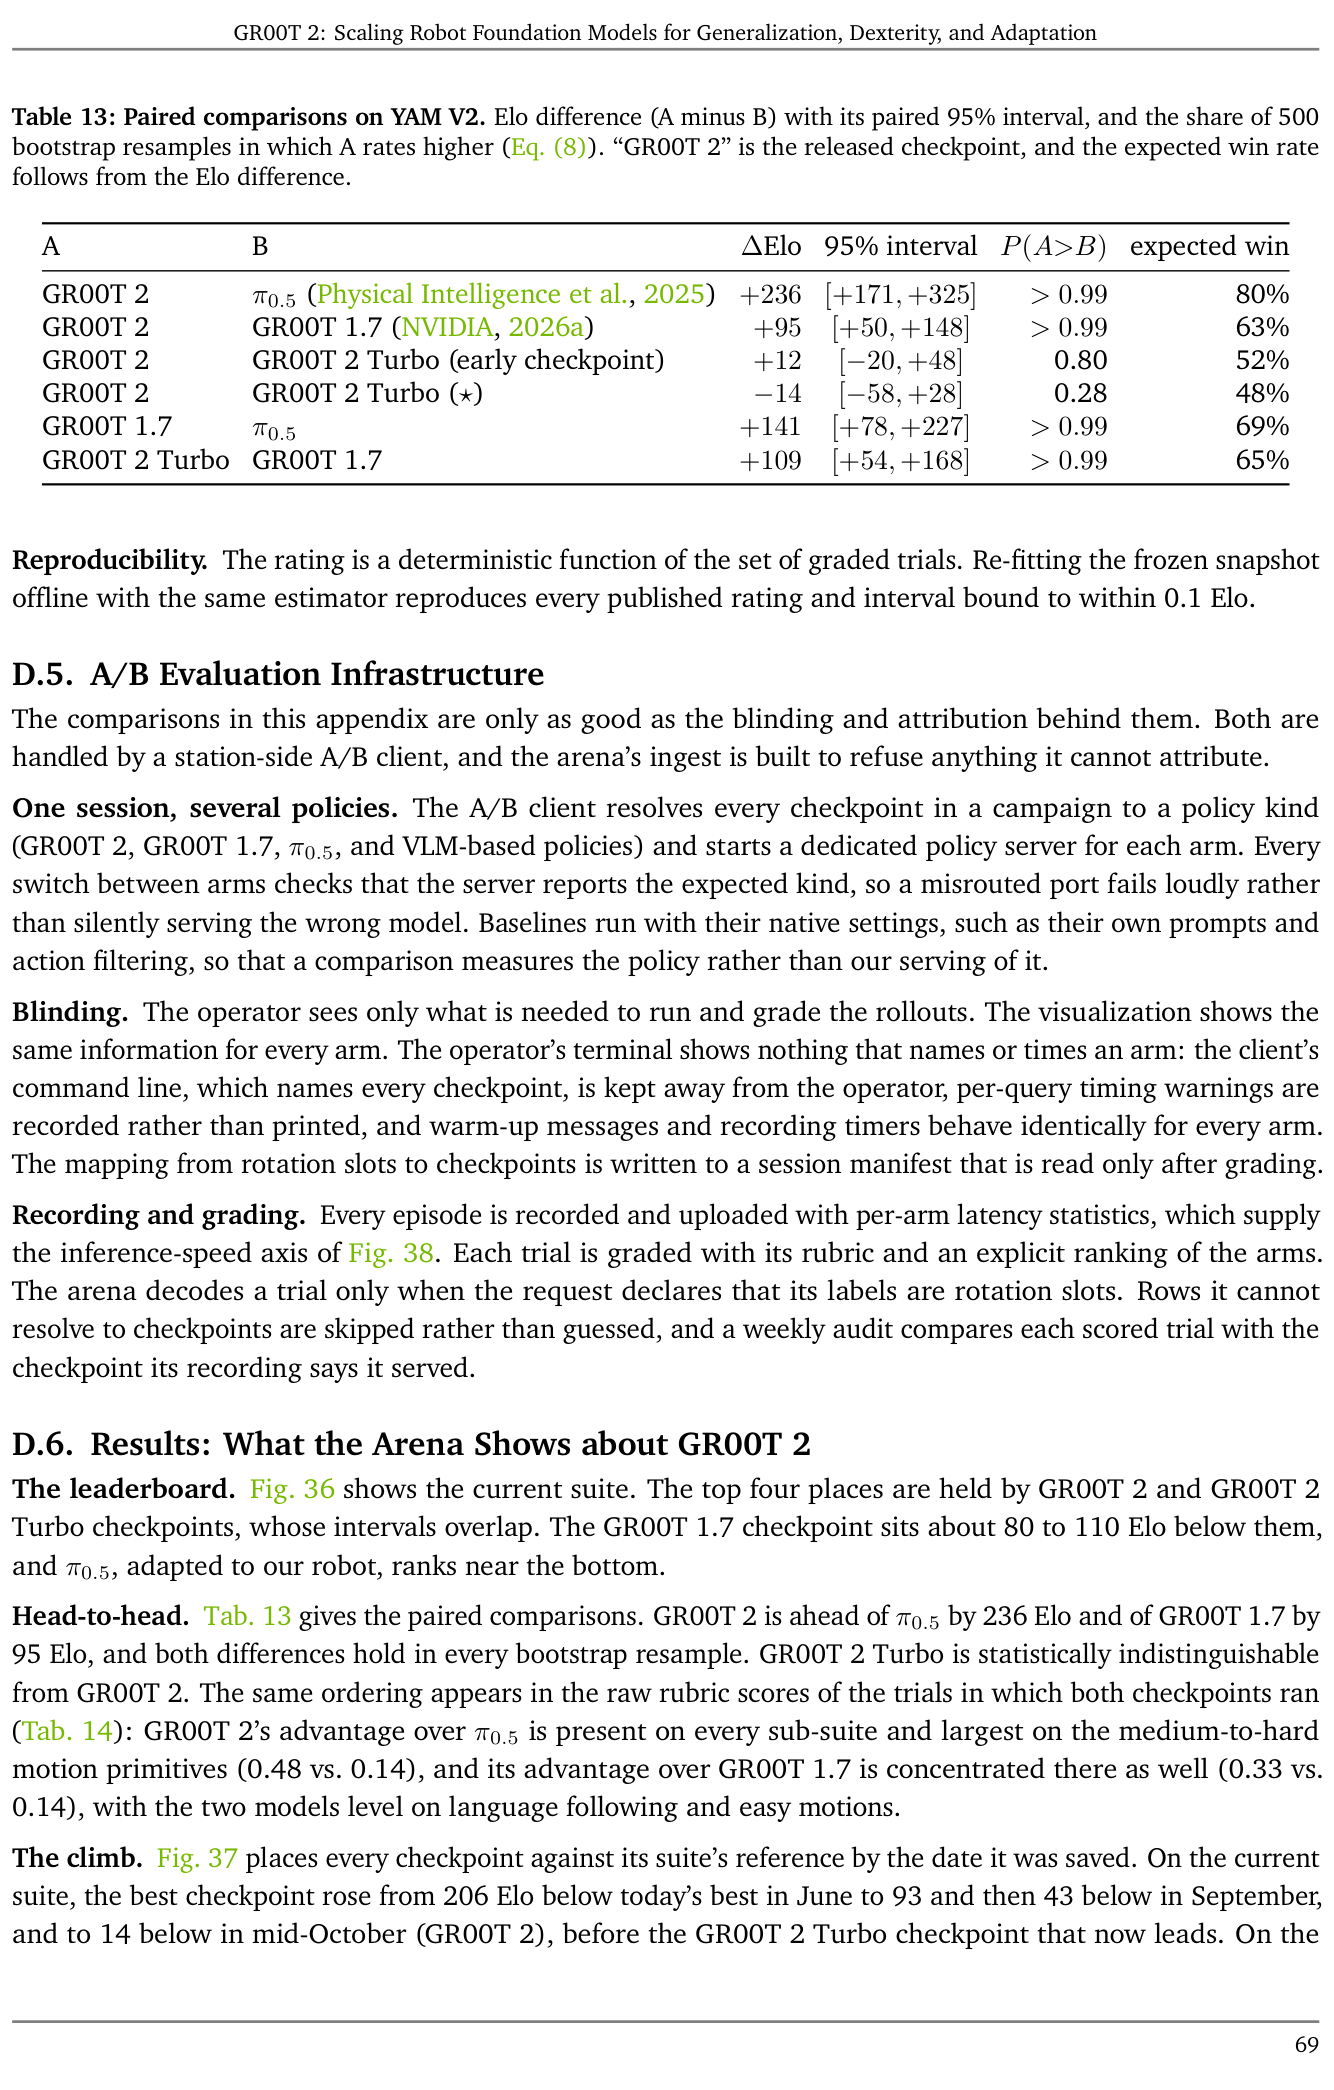 GR00T 2: Scaling Robot Foundation Models for Generalization, Dexterity, and Adaptation
Table 13: Paired comparisons on YAM V2. Elo difference (A minus B) with its paired 95% interval, and the share of 500
bootstrap resamples in which A rates higher (Eq. (8)). “GR00T 2” is the released checkpoint, and the expected win rate
follows from the Elo difference.
A B ΔElo 95% interval P(A>B) expected win
GR00T 2 π0.5 (Physical Intelligence et al., 2025) +236 [+171, +325] > 0.99 80%
GR00T 2 GR00T 1.7 (NVIDIA, 2026a) +95 [+50, +148] > 0.99 63%
GR00T 2 GR00T 2 Turbo (early checkpoint) +12 [−20, +48] 0.80 52%
GR00T 2 GR00T 2 Turbo (⋆) −14 [−58, +28] 0.28 48%
GR00T 1.7 π0.5 +141 [+78, +227] > 0.99 69%
GR00T 2 Turbo GR00T 1.7 +109 [+54, +168] > 0.99 65%
Reproducibility. The rating is a deterministic function of the set of graded trials. Re-fitting the frozen snapshot
offline with the same estimator reproduces every published rating and interval bound to within 0.1 Elo.
D.5. A/B Evaluation Infrastructure
The comparisons in this appendix are only as good as the blinding and attribution behind them. Both are
handled by a station-side A/B client, and the arena’s ingest is built to refuse anything it cannot attribute.
One session, several policies. The A/B client resolves every checkpoint in a campaign to a policy kind
(GR00T 2, GR00T 1.7, π0.5, and VLM-based policies) and starts a dedicated policy server for each arm. Every
switch between arms checks that the server reports the expected kind, so a misrouted port fails loudly rather
than silently serving the wrong model. Baselines run with their native settings, such as their own prompts and
action filtering, so that a comparison measures the policy rather than our serving of it.
Blinding. The operator sees only what is needed to run and grade the rollouts. The visualization shows the
same information for every arm. The operator’s terminal shows nothing that names or times an arm: the client’s
command line, which names every checkpoint, is kept away from the operator, per-query timing warnings are
recorded rather than printed, and warm-up messages and recording timers behave identically for every arm.
The mapping from rotation slots to checkpoints is written to a session manifest that is read only after grading.
Recording and grading. Every episode is recorded and uploaded with per-arm latency statistics, which supply
the inference-speed axis of Fig. 38. Each trial is graded with its rubric and an explicit ranking of the arms.
The arena decodes a trial only when the request declares that its labels are rotation slots. Rows it cannot
resolve to checkpoints are skipped rather than guessed, and a weekly audit compares each scored trial with the
checkpoint its recording says it served.
D.6. Results: What the Arena Shows about GR00T 2
The leaderboard. Fig. 36 shows the current suite. The top four places are held by GR00T 2 and GR00T 2
Turbo checkpoints, whose intervals overlap. The GR00T 1.7 checkpoint sits about 80 to 110 Elo below them,
and π0.5, adapted to our robot, ranks near the bottom.
Head-to-head. Tab. 13 gives the paired comparisons. GR00T 2 is ahead of π0.5 by 236 Elo and of GR00T 1.7 by
95 Elo, and both differences hold in every bootstrap resample. GR00T 2 Turbo is statistically indistinguishable
from GR00T 2. The same ordering appears in the raw rubric scores of the trials in which both checkpoints ran
(Tab. 14): GR00T 2’s advantage over π0.5 is present on every sub-suite and largest on the medium-to-hard
motion primitives (0.48 vs. 0.14), and its advantage over GR00T 1.7 is concentrated there as well (0.33 vs.
0.14), with the two models level on language following and easy motions.
The climb. Fig. 37 places every checkpoint against its suite’s reference by the date it was saved. On the current
suite, the best checkpoint rose from 206 Elo below today’s best in June to 93 and then 43 below in September,
and to 14 below in mid-October (GR00T 2), before the GR00T 2 Turbo checkpoint that now leads. On the
69